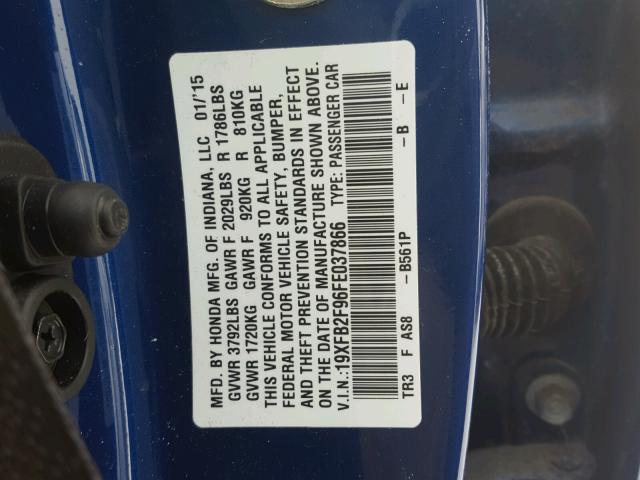 MFD. BY HONDA MFG. OF INDIANA, LLC 01/'15
GVWR 3792LBS GAWR F 2029LBS R 1786LBS
GVWR 1720KG GAWR F 920KG R 810KG
THIS VEHICLE CONFORMS TO ALL APPLICABLE
FEDERAL MOTOR VEHICLE SAFETY, BUMPER,
AND THEFT PREVENTION STANDARDS IN EFFECT
ON THE DATE OF MANUFACTURE SHOWN ABOVE.
V.I.N.:19XFB2F96FE037866 TYPE: PASSENGER CAR
TR3 F AS8 –B561P –B –E